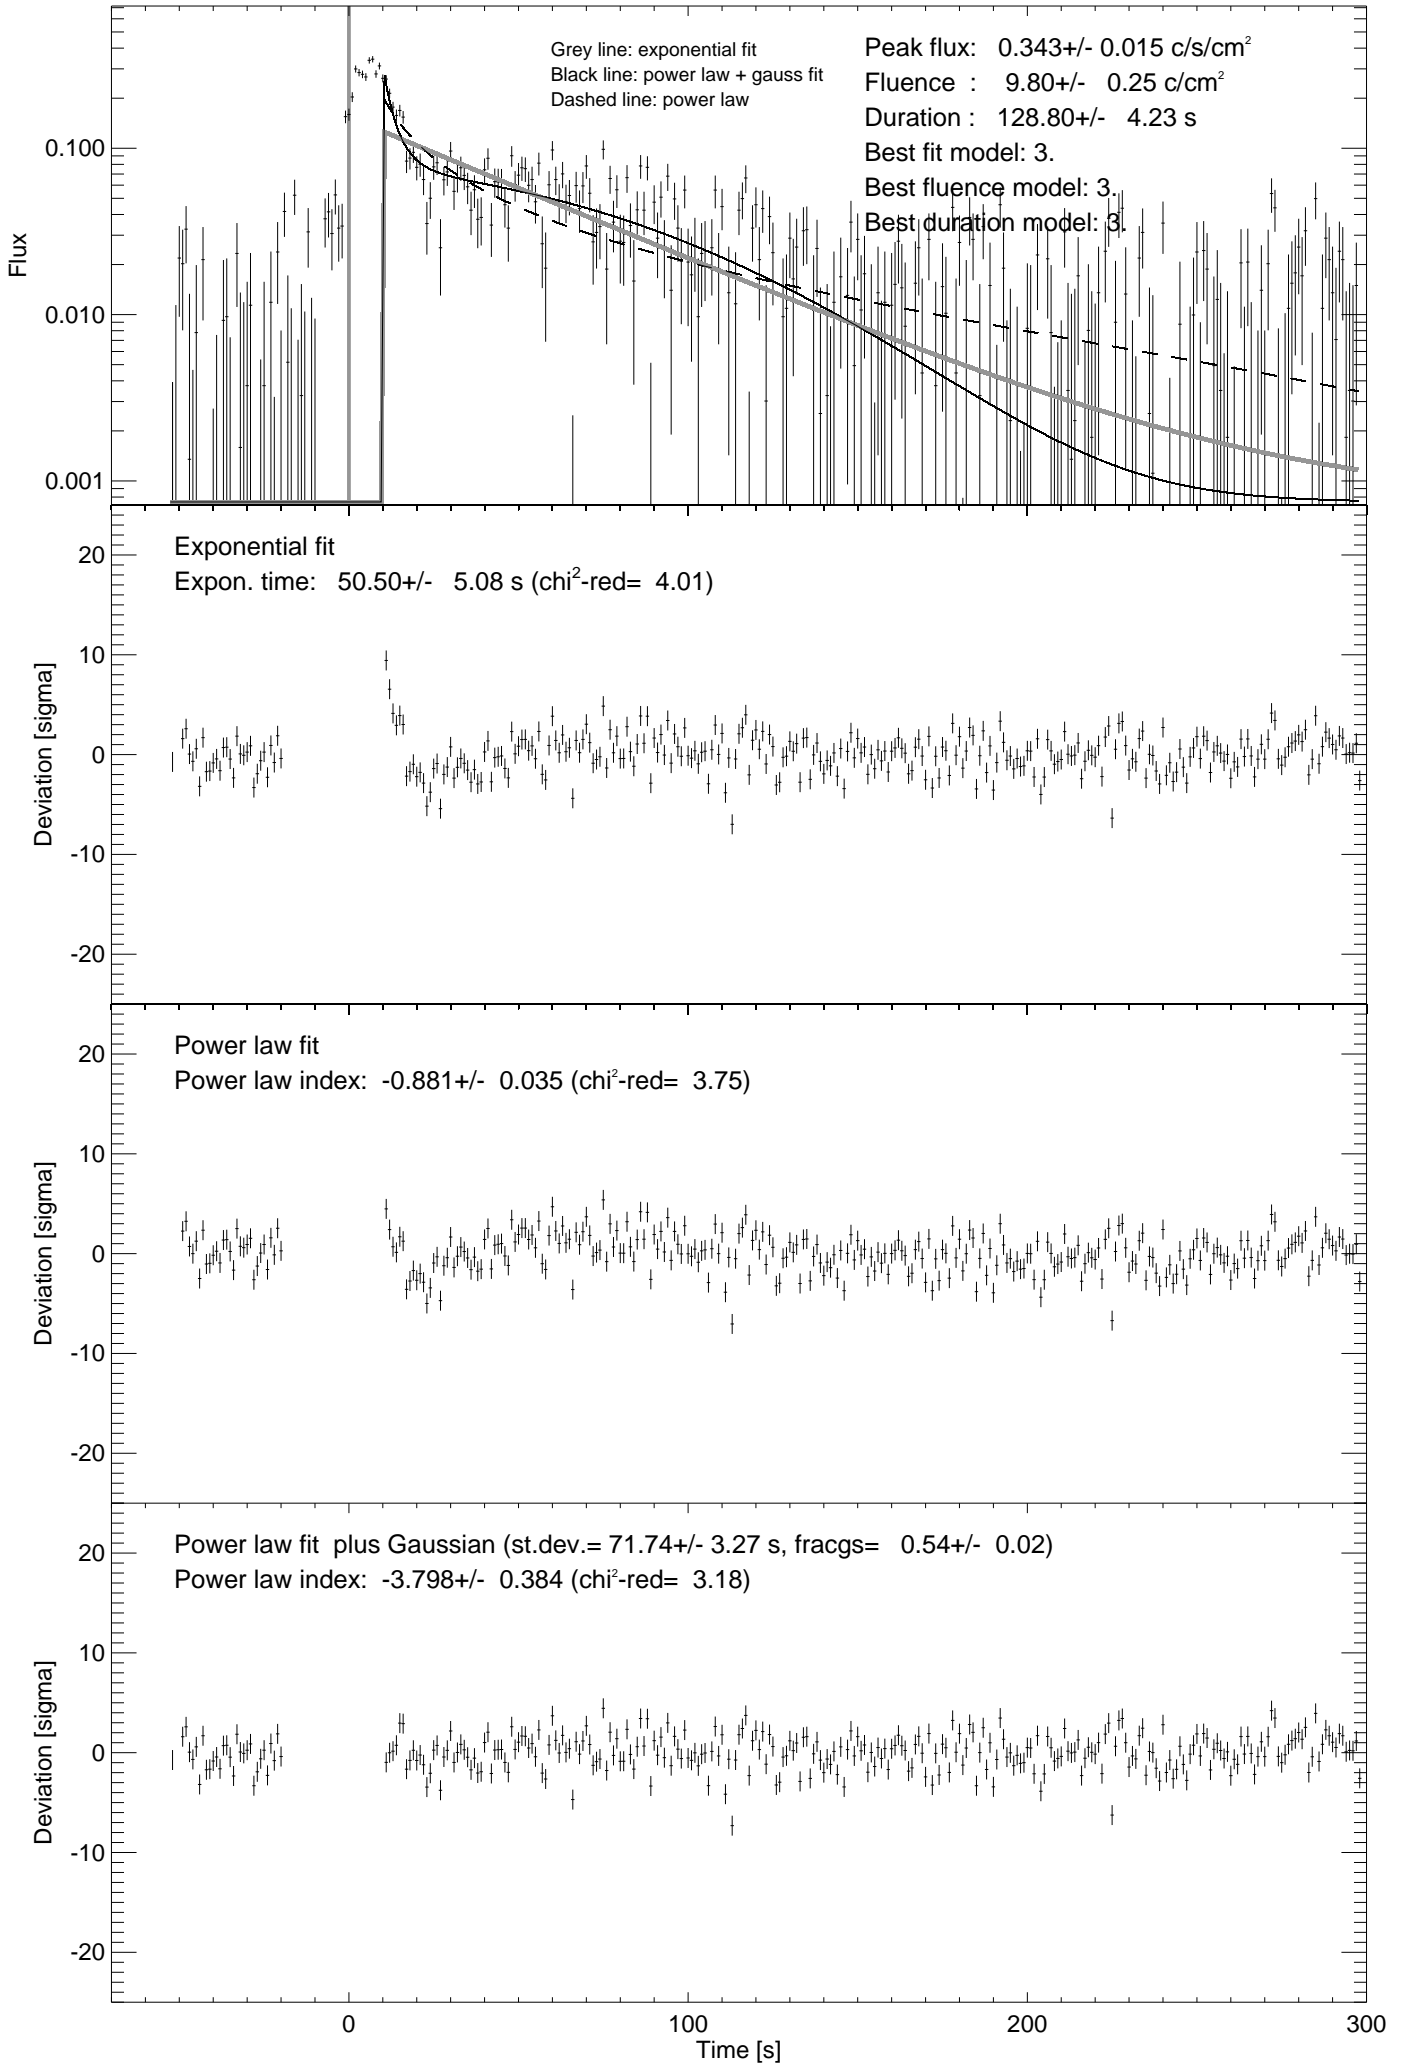 Grey line: exponential fit
Black line: power law + gauss fit
Dashed line: power law
Peak flux: 0.343+/- 0.015 c/s/cm²
Fluence : 9.80+/- 0.25 c/cm²
Duration : 128.80+/- 4.23 s
Best fit model: 3.
Best fluence model: 3.
Best duration model: 3.
0.100
0.010
0.001
Flux
Exponential fit
Expon. time: 50.50+/- 5.08 s (chi²-red= 4.01)
20
10
0
-10
-20
Deviation [sigma]
Power law fit
Power law index: -0.881+/- 0.035 (chi²-red= 3.75)
20
10
0
-10
-20
Deviation [sigma]
Power law fit plus Gaussian (st.dev.= 71.74+/- 3.27 s, fracgs= 0.54+/- 0.02)
Power law index: -3.798+/- 0.384 (chi²-red= 3.18)
20
10
0
-10
-20
Deviation [sigma]
0 100 200 300
Time [s]